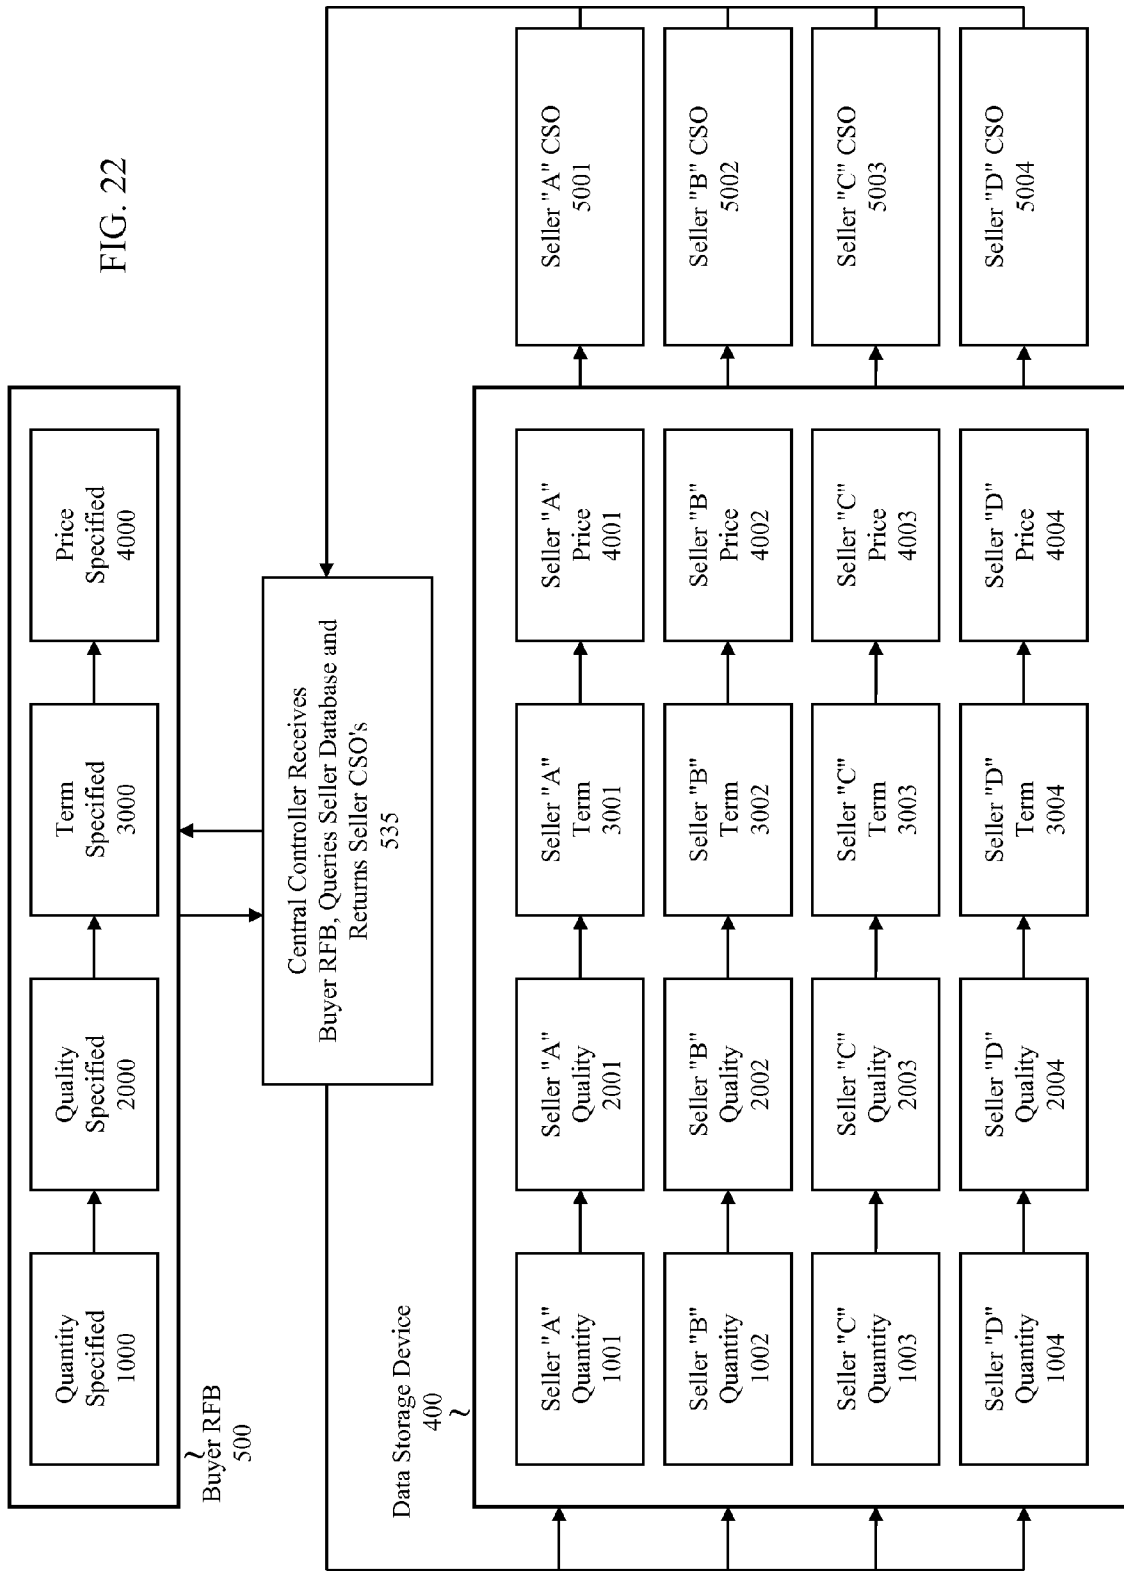 FIG. 22
Quantity
Specified
1000
Quality
Specified
2000
Term
Specified
3000
Price
Specified
4000
Buyer RFB
500
Central Controller Receives
Buyer RFB, Queries Seller Database and
Returns Seller CSO's
535
Data Storage Device
400
Seller "A"
Quantity
1001
Seller "A"
Quality
2001
Seller "A"
Term
3001
Seller "A"
Price
4001
Seller "A" CSO
5001
Seller "B"
Quantity
1002
Seller "B"
Quality
2002
Seller "B"
Term
3002
Seller "B"
Price
4002
Seller "B" CSO
5002
Seller "C"
Quantity
1003
Seller "C"
Quality
2003
Seller "C"
Term
3003
Seller "C"
Price
4003
Seller "C" CSO
5003
Seller "D"
Quantity
1004
Seller "D"
Quality
2004
Seller "D"
Term
3004
Seller "D"
Price
4004
Seller "D" CSO
5004